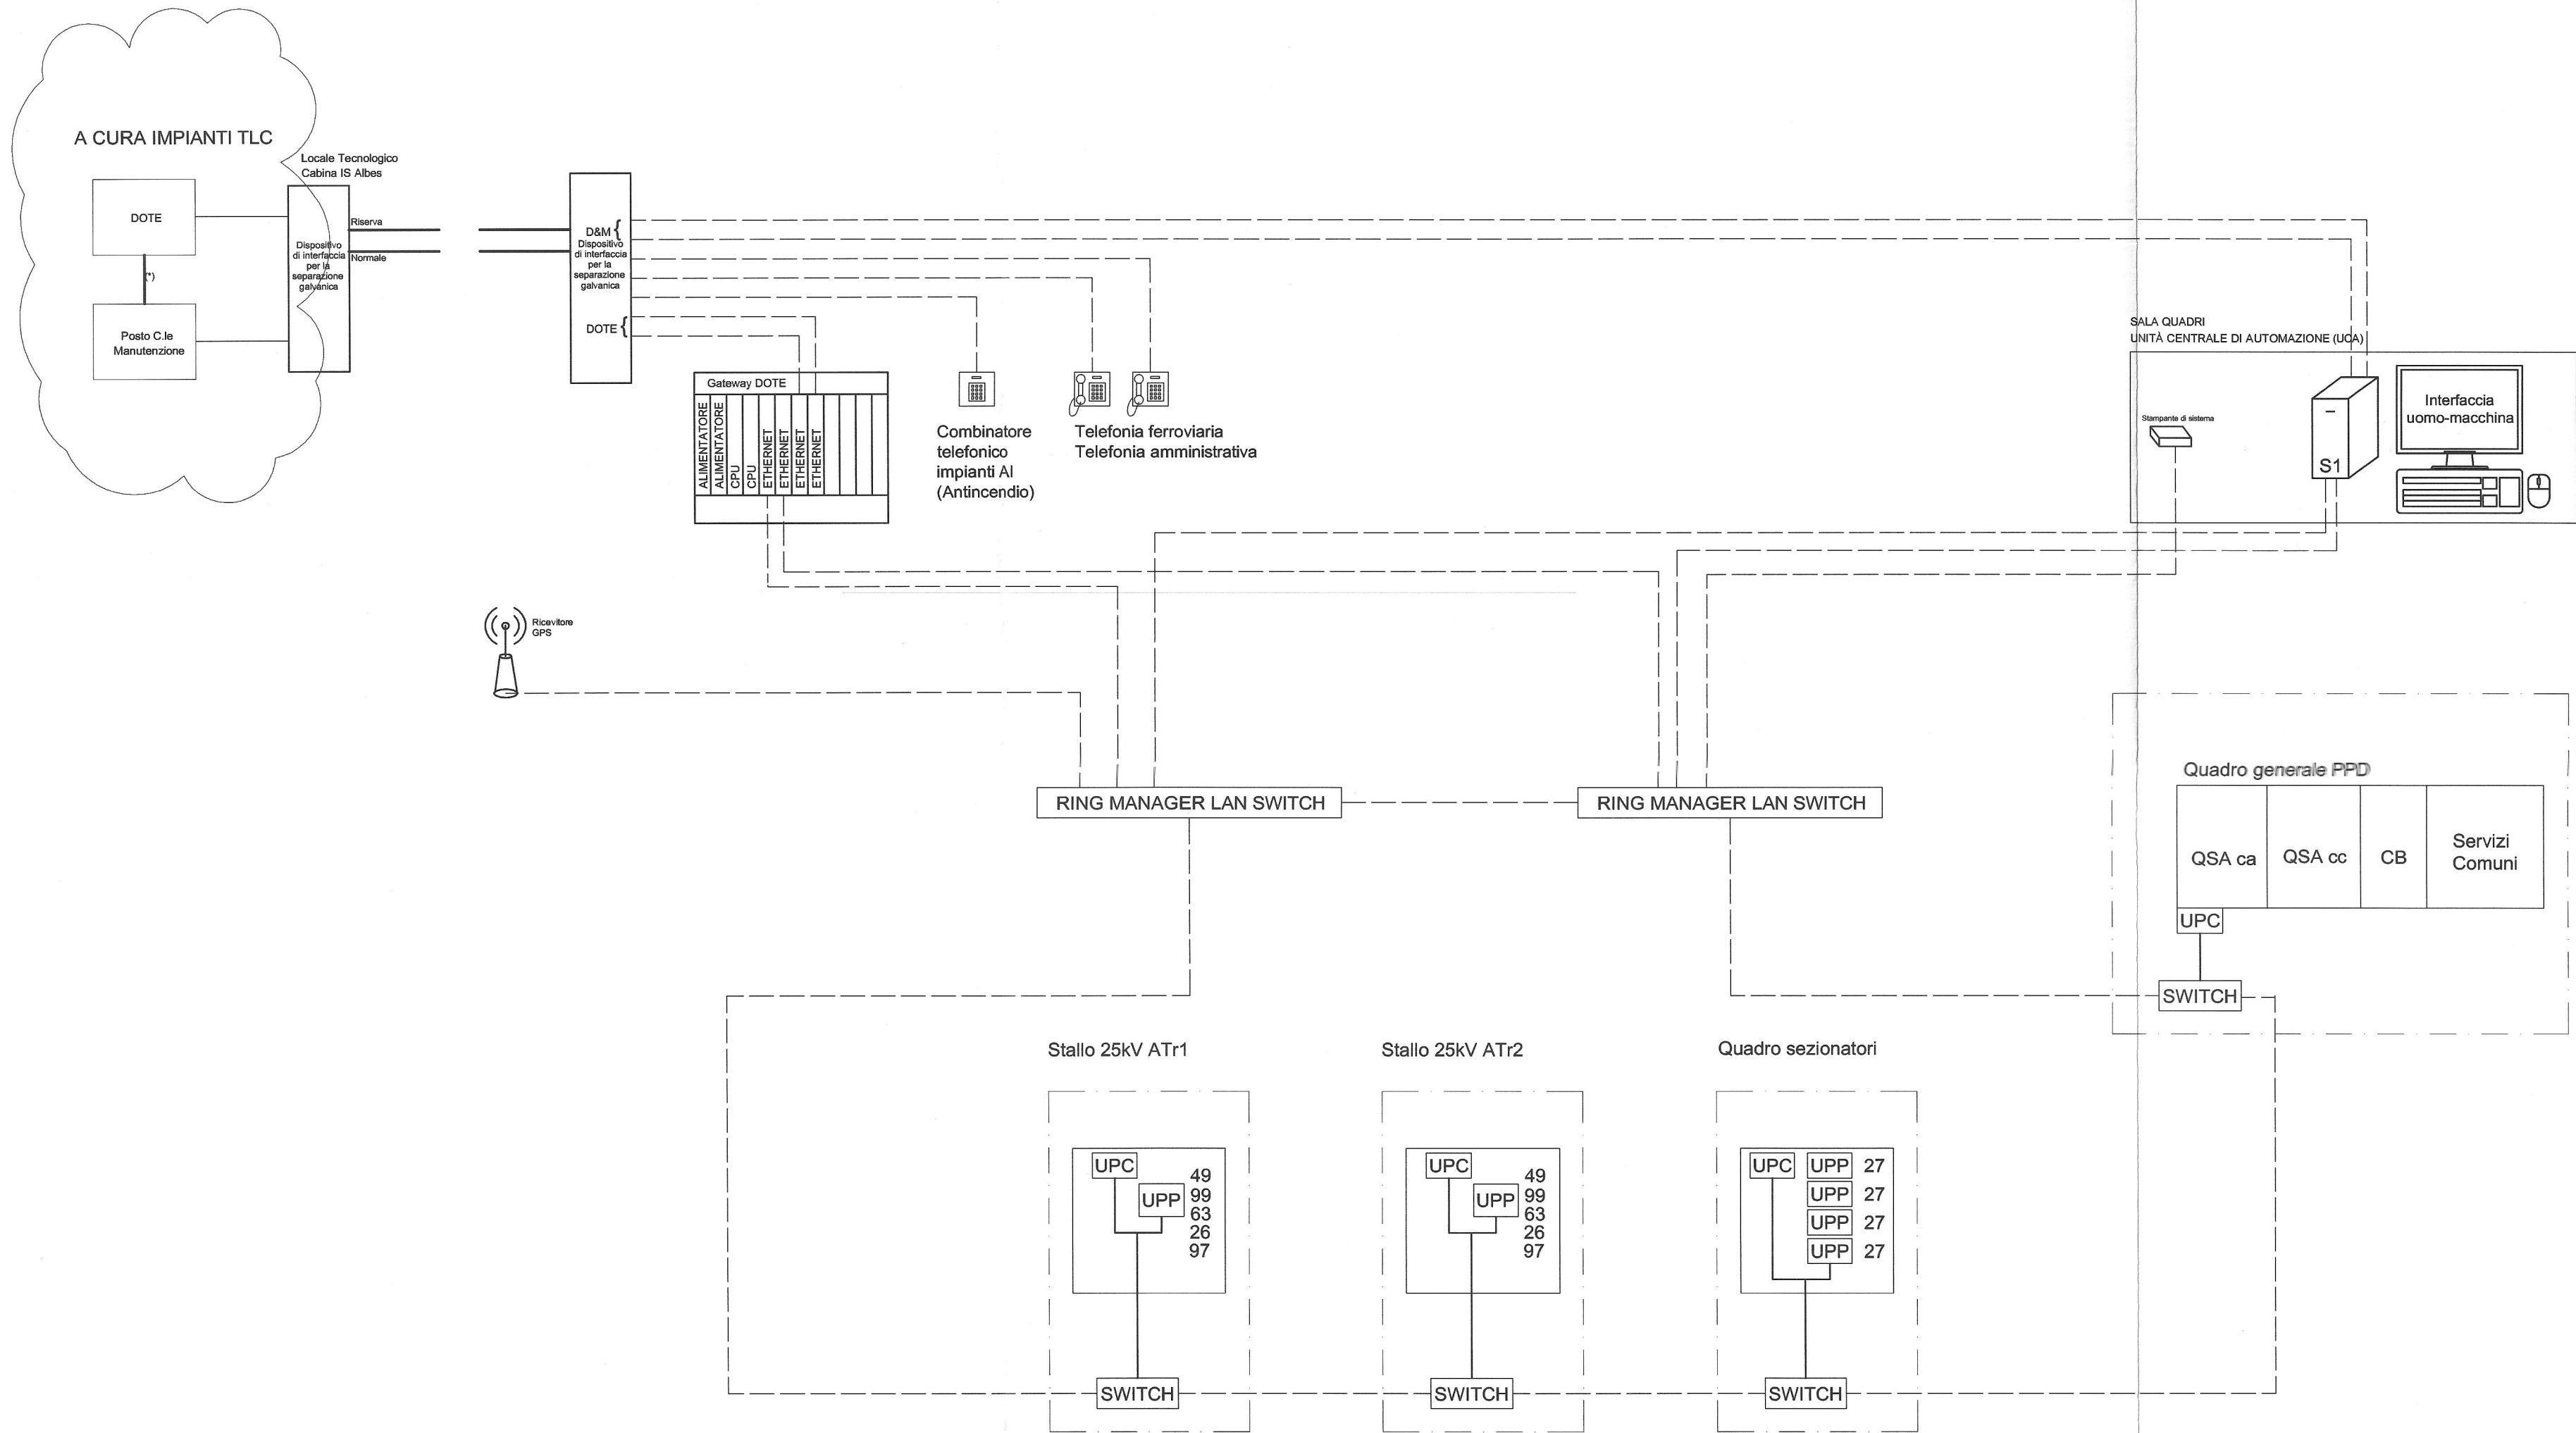 A CURA IMPIANTI TLC
Locale Tecnologico
Cabina IS Albes
DOTE
(*)
Posto C.le
Manutenzione
Dispositivo
di interfaccia
per la
separazione
galvanica
Riserva
Normale
D&M {
Dispositivo
di interfaccia
per la
separazione
galvanica
DOTE {
Gateway DOTE
ALIMENTATORE
ALIMENTATORE
CPU
CPU
ETHERNET
ETHERNET
ETHERNET
ETHERNET
Combinatore
telefonico
impianti AI
(Antincendio)
Telefonia ferroviaria
Telefonia amministrativa
SALA QUADRI
UNITÀ CENTRALE DI AUTOMAZIONE (UCA)
Stampante di sistema
S1
Interfaccia
uomo-macchina
Ricevitore
GPS
RING MANAGER LAN SWITCH
RING MANAGER LAN SWITCH
Quadro generale PPD
QSA ca
QSA cc
CB
Servizi
Comuni
UPC
SWITCH
Stallo 25kV ATr1
UPC
UPP
49
99
63
26
97
SWITCH
Stallo 25kV ATr2
UPC
UPP
49
99
63
26
97
SWITCH
Quadro sezionatori
UPC
UPP 27
UPP 27
UPP 27
UPP 27
SWITCH